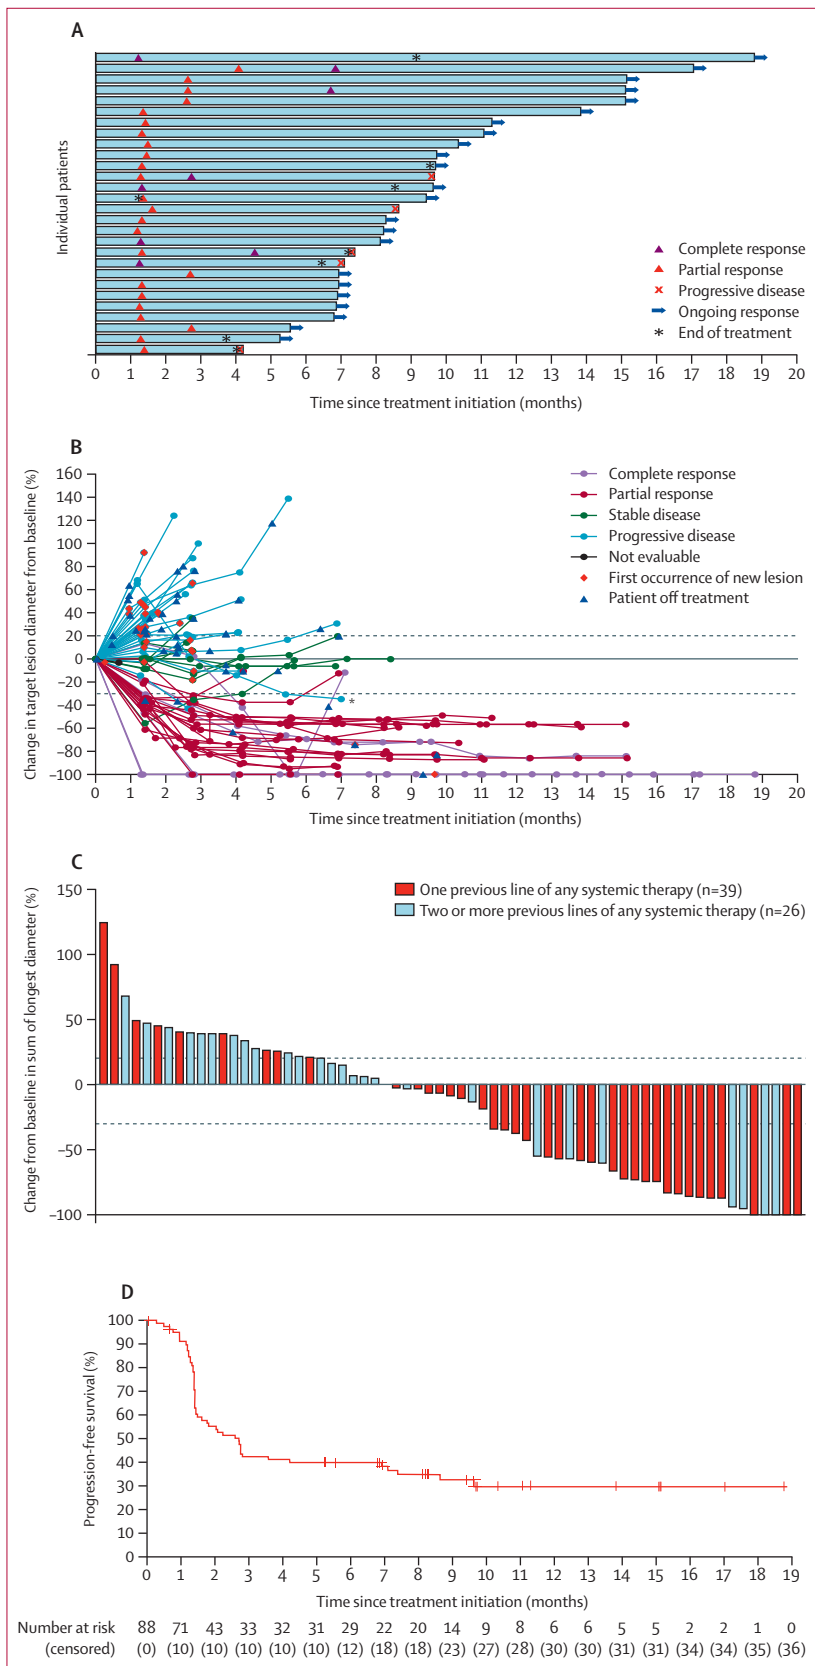 A
Individual patients
Complete response
Partial response
Progressive disease
Ongoing response
* End of treatment
0 1 2 3 4 5 6 7 8 9 10 11 12 13 14 15 16 17 18 19 20
Time since treatment initiation (months)
B
Change in target lesion diameter from baseline (%)
160
140
120
100
80
60
40
20
0
–20
–40
–60
–80
–100
Complete response
Partial response
Stable disease
Progressive disease
Not evaluable
First occurrence of new lesion
Patient off treatment
*
0 1 2 3 4 5 6 7 8 9 10 11 12 13 14 15 16 17 18 19 20
Time since treatment initiation (months)
C
Change from baseline in sum of longest diameter (%)
150
100
50
0
–50
–100
One previous line of any systemic therapy (n=39)
Two or more previous lines of any systemic therapy (n=26)
D
Progression-free survival (%)
100
90
80
70
60
50
40
30
20
10
0
0 1 2 3 4 5 6 7 8 9 10 11 12 13 14 15 16 17 18 19
Time since treatment initiation (months)
Number at risk 88 71 43 33 32 31 29 22 20 14 9 8 6 6 5 5 2 2 1 0
(censored) (0) (10) (10) (10) (10) (10) (12) (18) (18) (23) (27) (28) (30) (30) (31) (31) (34) (34) (35) (36)